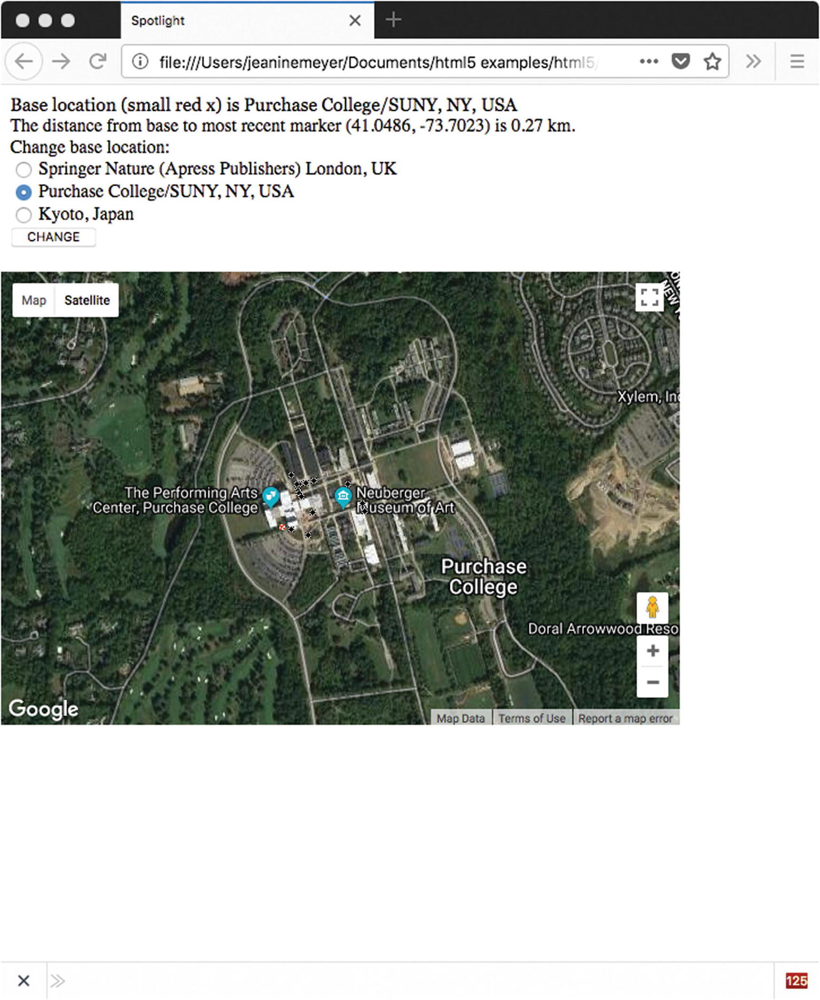 Spotlight
file:///Users/jeaninemeyer/Documents/html5 examples/html5/
Base location (small red x) is Purchase College/SUNY, NY, USA
The distance from base to most recent marker (41.0486, -73.7023) is 0.27 km.
Change base location:
Springer Nature (Apress Publishers) London, UK
Purchase College/SUNY, NY, USA
Kyoto, Japan
CHANGE
Map Satellite
Xylem, Inc
The Performing Arts
Center, Purchase College
Neuberger
Museum of Art
Purchase
College
Doral Arrowwood Reso
Google
Map Data Terms of Use Report a map error
125